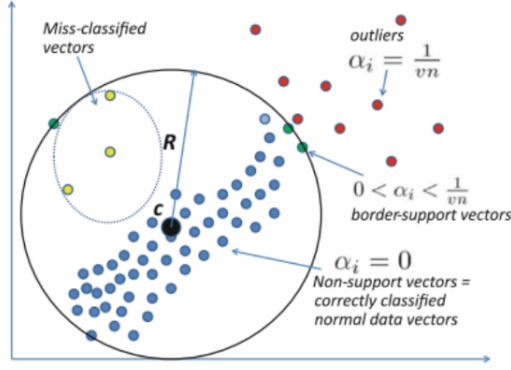 Miss-classified
vectors
outliers
αᵢ = 1/vn
R
0 < αᵢ < 1/vn
border-support vectors
c
αᵢ = 0
Non-support vectors =
correctly classified
normal data vectors